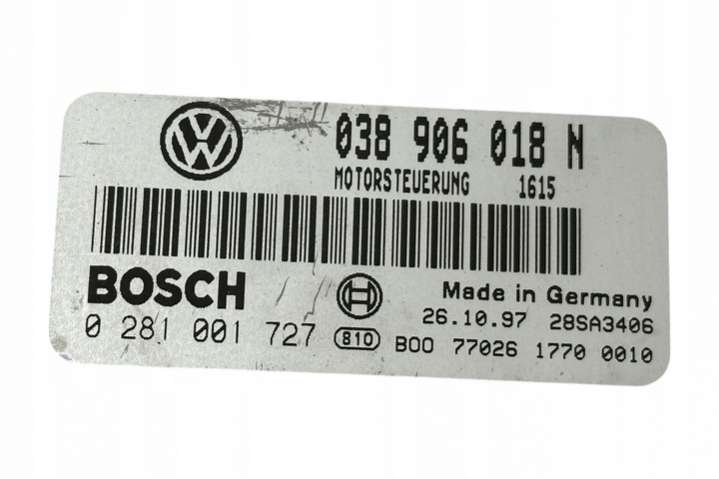 038 906 018 N
MOTORSTEUERUNG 1615
BOSCH
Made in Germany
26.10.97 28SA3406
0 281 001 727 810 B00 77026 1770 0010